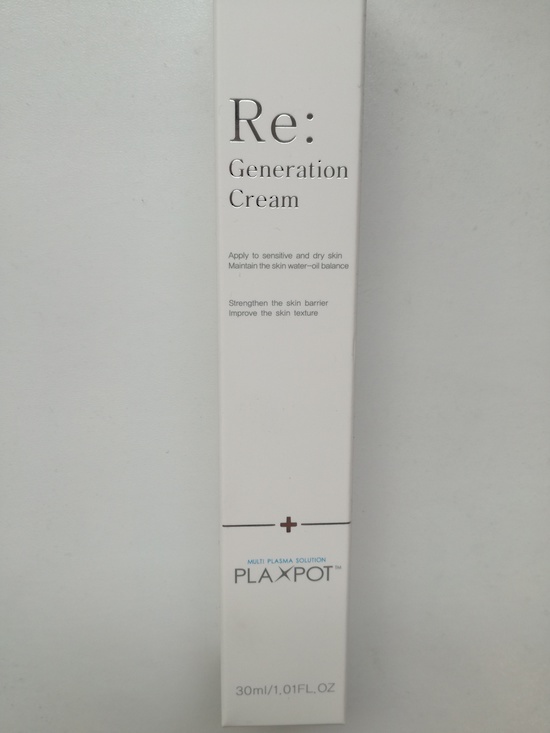 Re:
Generation
Cream
Apply to sensitive and dry skin
Maintain the skin water-oil balance
Strengthen the skin barrier
Improve the skin texture
MULTI PLASMA SOLUTION
PLAXPOT™
30ml/1.01FL.OZ